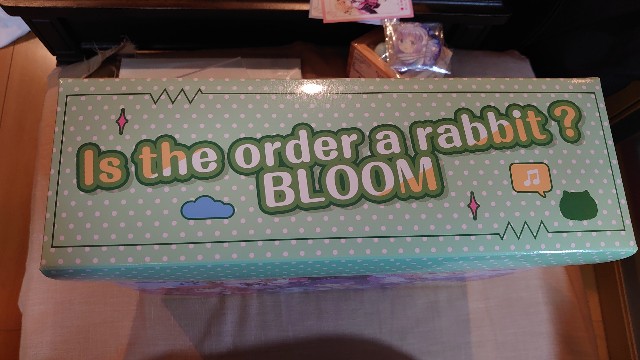 Is the order a rabbit?
BLOOM